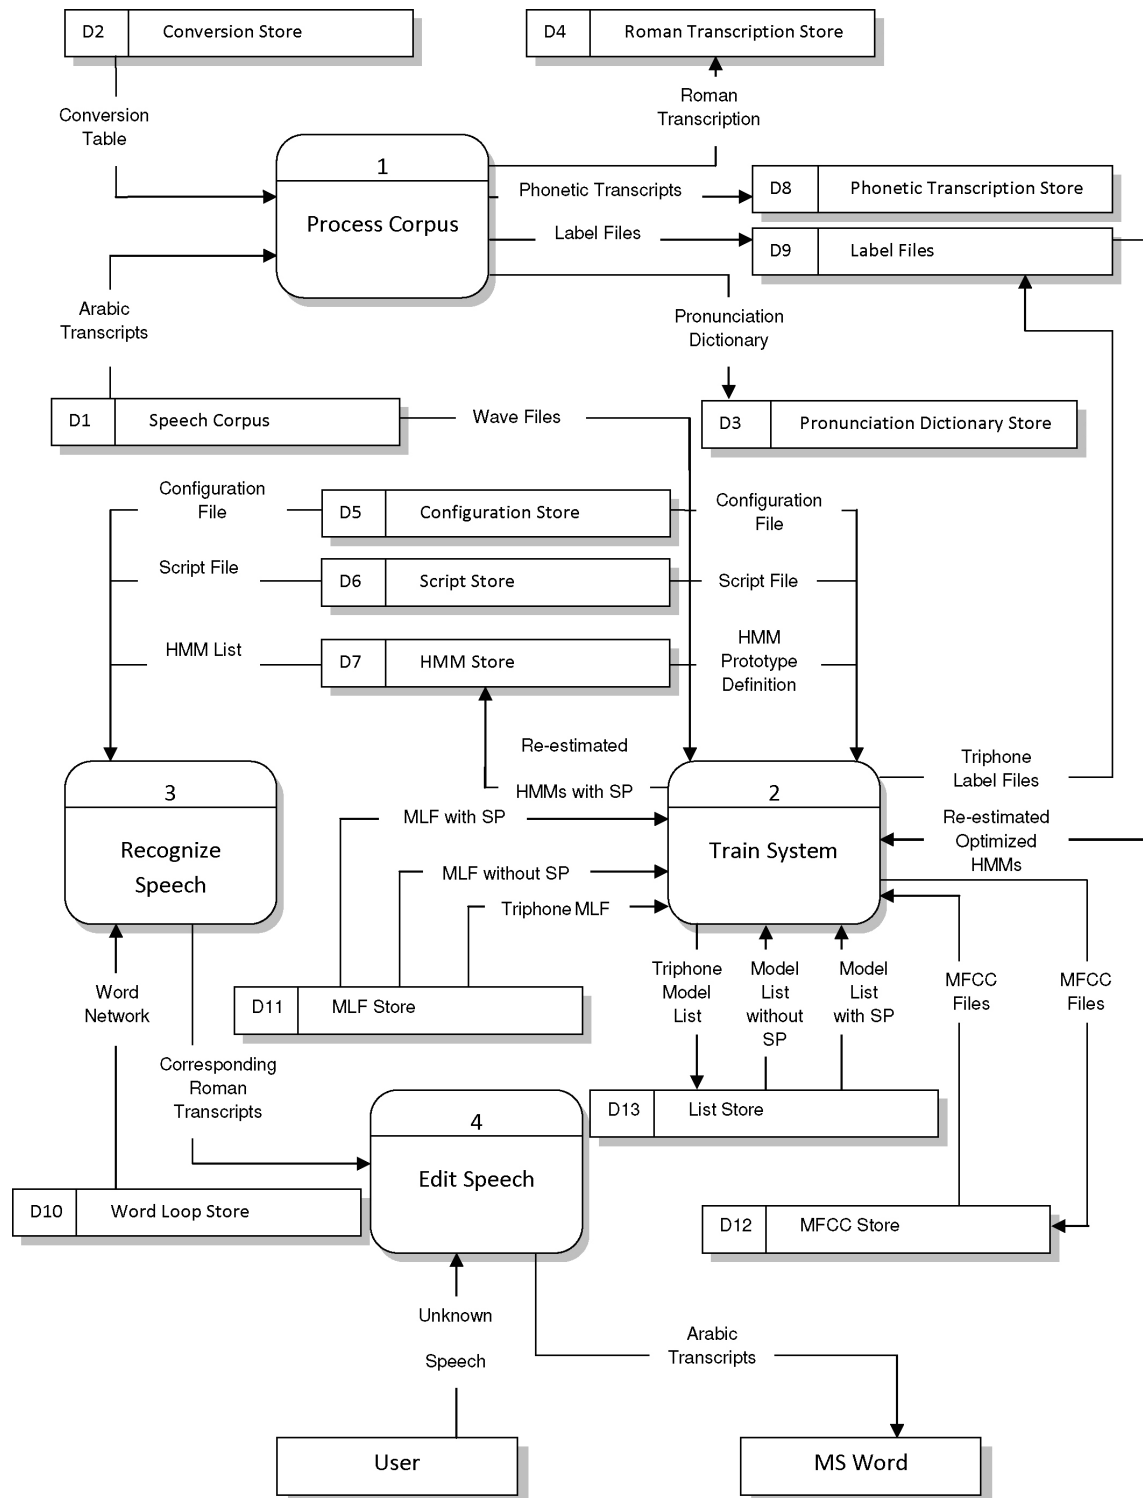 D2 Conversion Store
D4 Roman Transcription Store
Conversion
Table
Roman
Transcription
1
Process Corpus
Phonetic Transcripts
D8 Phonetic Transcription Store
Label Files
D9 Label Files
Arabic
Transcripts
Pronunciation
Dictionary
D1 Speech Corpus
Wave Files
D3 Pronunciation Dictionary Store
Configuration
File
D5 Configuration Store
Configuration
File
Script File
D6 Script Store
Script File
HMM List
D7 HMM Store
HMM
Prototype
Definition
Re-estimated
HMMs with SP
3
Recognize
Speech
2
Train System
Triphone
Label Files
Re-estimated
Optimized
HMMs
MLF with SP
MLF without SP
Triphone MLF
Word
Network
D11 MLF Store
Triphone
Model
List
Model
List
without
SP
Model
List
with SP
MFCC
Files
MFCC
Files
Corresponding
Roman
Transcripts
4
Edit Speech
D13 List Store
D10 Word Loop Store
D12 MFCC Store
Unknown
Speech
Arabic
Transcripts
User
MS Word